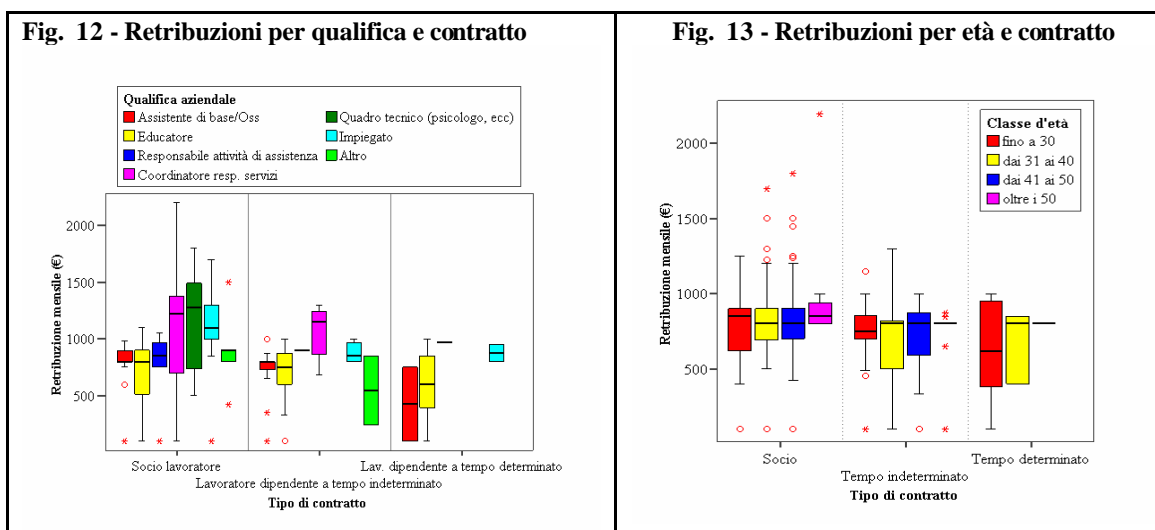 Fig. 12 - Retribuzioni per qualifica e contratto
Qualifica aziendale
Assistente di base/Oss
Educatore
Responsabile attività di assistenza
Coordinatore resp. servizi
Quadro tecnico (psicologo, ecc)
Impiegato
Altro
Retribuzione mensile (€)
2000
1500
1000
500
Socio lavoratore
Lav. dipendente a tempo determinato
Lavoratore dipendente a tempo indeterminato
Tipo di contratto
Fig. 13 - Retribuzioni per età e contratto
Classe d'età
fino a 30
dai 31 ai 40
dai 41 ai 50
oltre i 50
Retribuzione mensile (€)
2000
1500
1000
500
Socio
Tempo determinato
Tempo indeterminato
Tipo di contratto